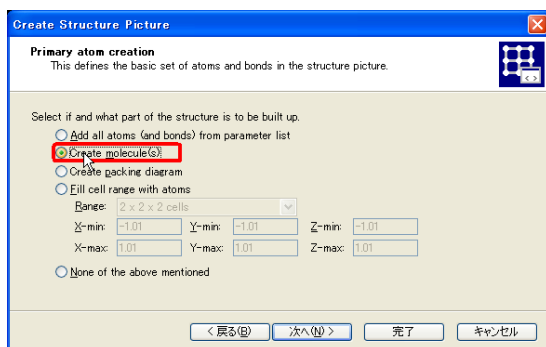 Create Structure Picture
Primary atom creation
This defines the basic set of atoms and bonds in the structure picture.
Select if and what part of the structure is to be built up.
Add all atoms (and bonds) from parameter list
Create molecule(s)
Create packing diagram
Fill cell range with atoms
Range: 2 x 2 x 2 cells
X-min: -1.01 Y-min: -1.01 Z-min: -1.01
X-max: 1.01 Y-max: 1.01 Z-max: 1.01
None of the above mentioned
< 戻る(B) 次へ(N) > 完了 キャンセル